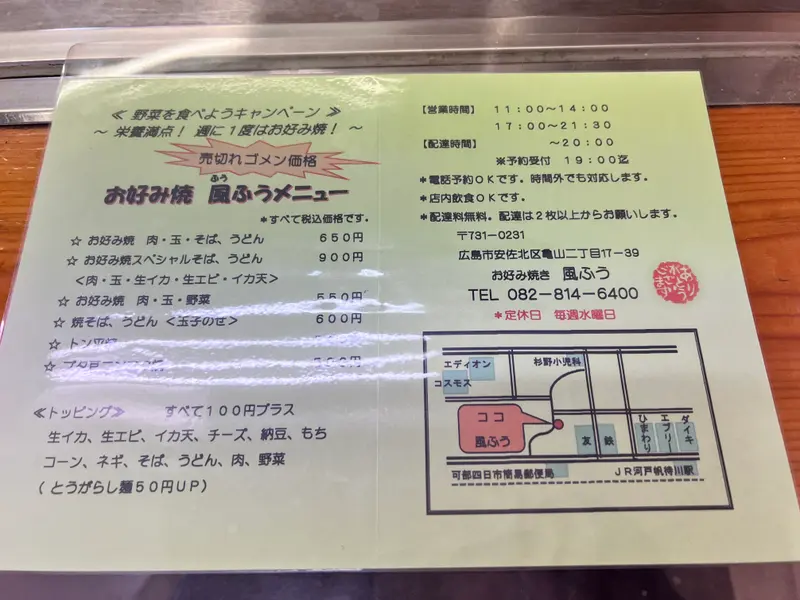 ≪ 野菜を食べようキャンペーン ≫
～ 栄養満点！ 週に１度はお好み焼！ ～
売切れゴメン価格
ふう
お好み焼 風ふうメニュー
＊すべて税込価格です。
☆ お好み焼 肉・玉・そば、うどん ６５０円
☆ お好み焼スペシャルそば、うどん ９００円
＜肉・玉・生イカ・生エビ・イカ天＞
☆ お好み焼 肉・玉・野菜 ５５０円
☆ 焼そば、うどん ＜玉子のせ＞ ６００円
☆ トン平焼
☆
≪トッピング≫ すべて１００円プラス
生イカ、生エビ、イカ天、チーズ、納豆、もち
コーン、ネギ、そば、うどん、肉、野菜
（とうがらし麺５０円ＵＰ）
【営業時間】 １１：００～１４：００
１７：００～２１：３０
【配達時間】 ～２０：００
※予約受付 １９：００迄
＊電話予約ＯＫです。時間外でも対応します。
＊店内飲食ＯＫです。
＊配達料無料。配達は２枚以上からお願いします。
〒731-0231
広島市安佐北区亀山二丁目17-39
お好み焼き 風ふう
TEL 082-814-6400
＊定休日 毎週水曜日
エディオン
コスモス
杉野小児科
ココ
風ふう
友鉄
ひまわり
エブリー
ダイキ
可部四日市簡易郵便局
ＪＲ河戸帆待川駅